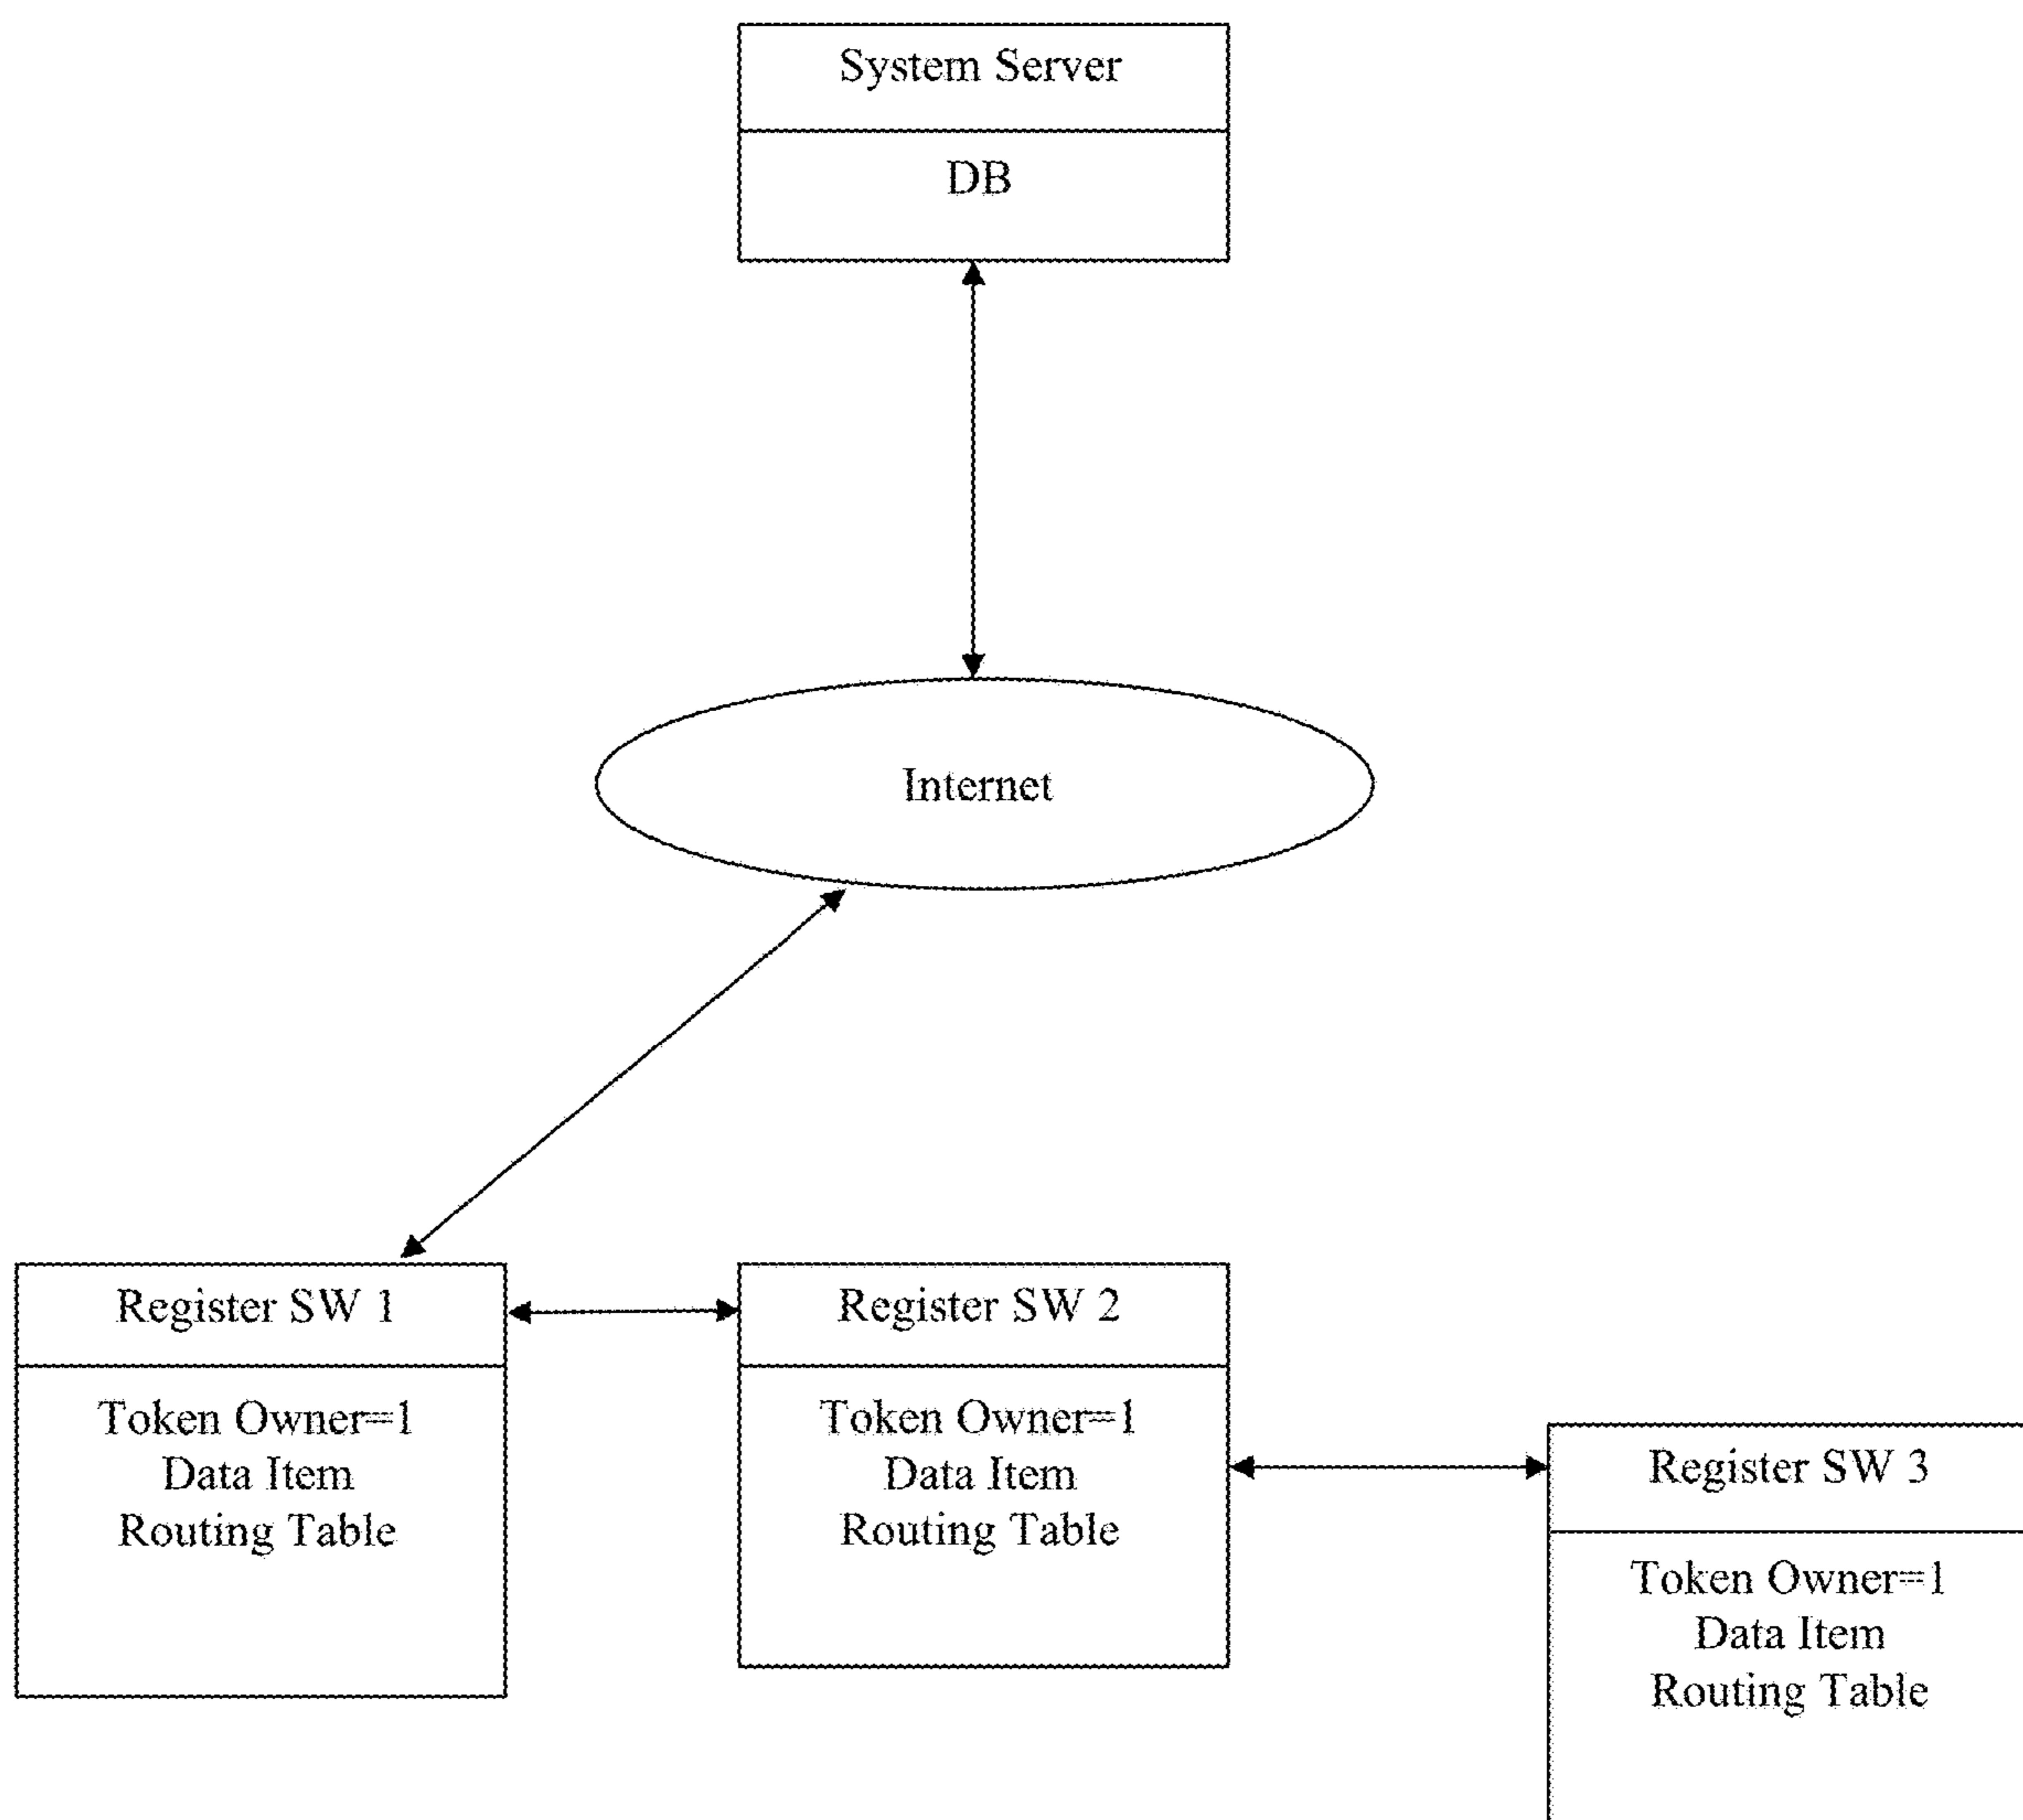 System Server
DB
Internet
Register SW 1
Token Owner=1
Data Item
Routing Table
Register SW 2
Token Owner=1
Data Item
Routing Table
Register SW 3
Token Owner=1
Data Item
Routing Table